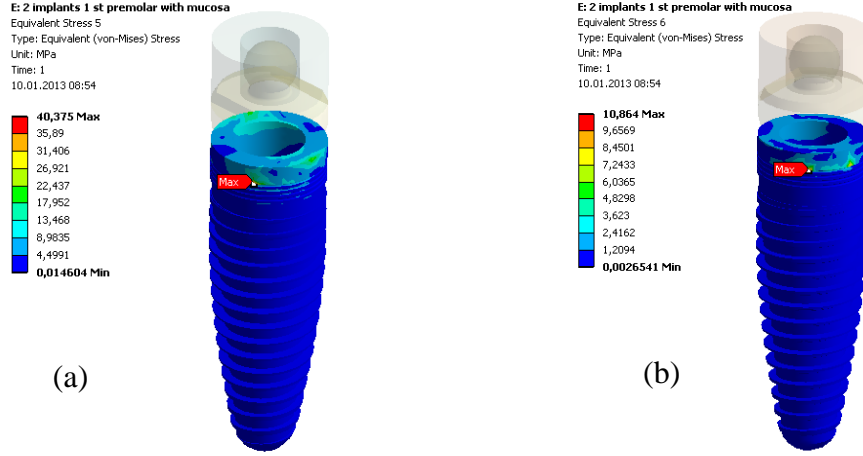 E: 2 implants 1 st premolar with mucosa
Equivalent Stress 5
Type: Equivalent (von-Mises) Stress
Unit: MPa
Time: 1
10.01.2013 08:54
40,375 Max
35,89
31,406
26,921
22,437
17,952
13,468
8,9835
4,4991
0,014604 Min
Max
(a)
E: 2 implants 1 st premolar with mucosa
Equivalent Stress 6
Type: Equivalent (von-Mises) Stress
Unit: MPa
Time: 1
10.01.2013 08:54
10,864 Max
9,6569
8,4501
7,2433
6,0365
4,8298
3,623
2,4162
1,2094
0,0026541 Min
Max
(b)